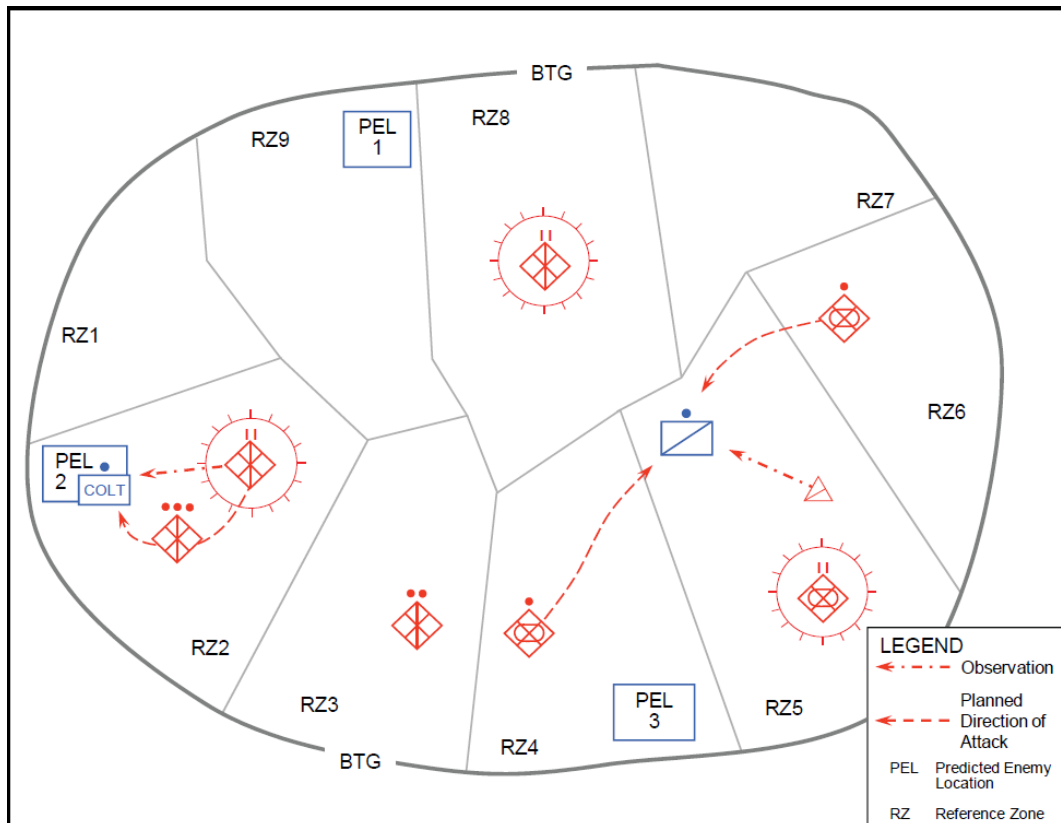 BTG
RZ9
PEL
1
RZ8
RZ7
RZ1
RZ6
PEL
2
COLT
RZ2
RZ3
RZ4
PEL
3
RZ5
BTG
LEGEND
Observation
Planned
Direction of
Attack
PEL Predicted Enemy
Location
RZ Reference Zone